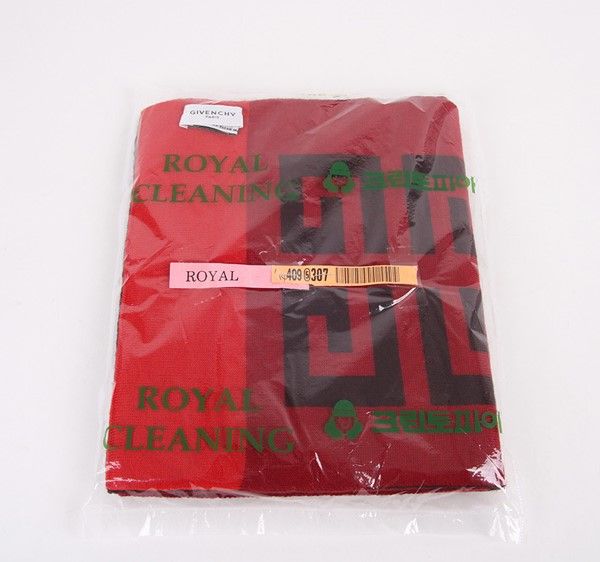 GIVENCHY
PARIS
ROYAL
CLEANING
크린토피아
ROYAL
409 307
ROYAL
CLEANING
크린토피아